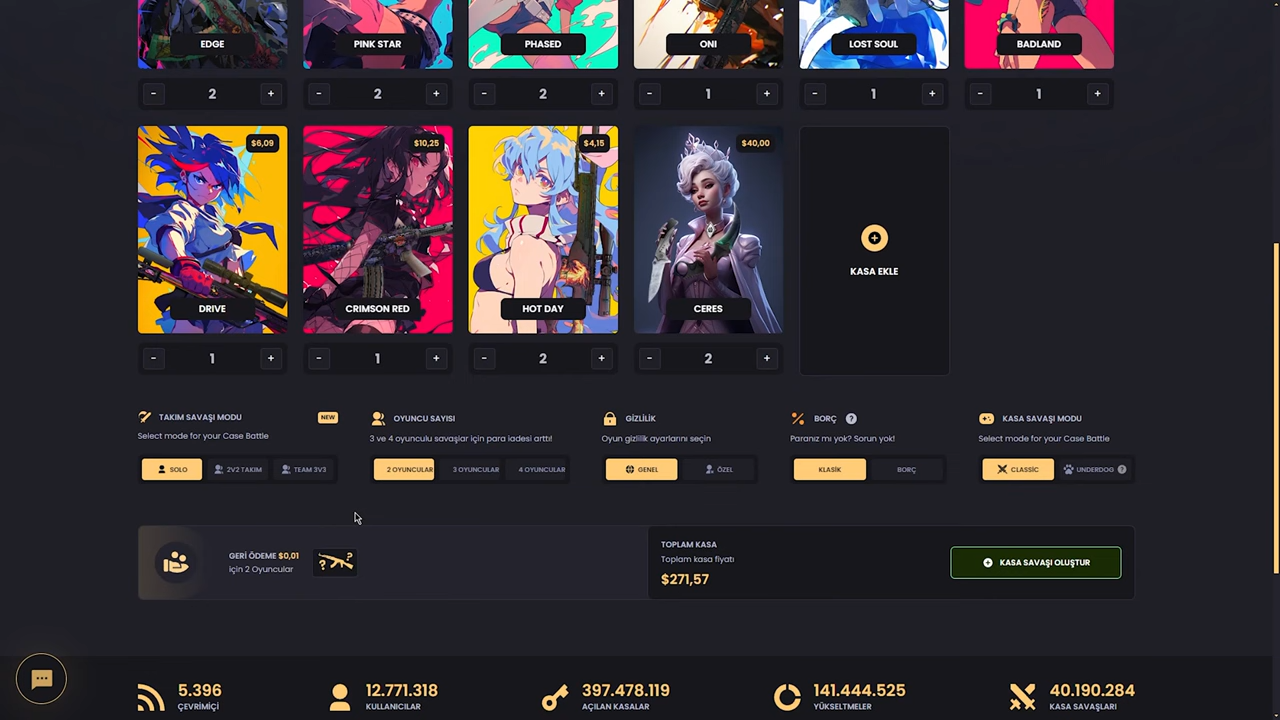 EDGE
PINK STAR
PHASED
ONI
LOST SOUL
BADLAND
- 2 +
- 2 +
- 2 +
- 1 +
- 1 +
- 1 +
$6,09
$10,25
$4,15
$40,00
KASA EKLE
DRIVE
CRIMSON RED
HOT DAY
CERES
- 1 +
- 1 +
- 2 +
- 2 +
TAKIM SAVAŞI MODU
NEW
Select mode for your Case Battle
SOLO
2V2 TAKIM
TEAM 3V3
OYUNCU SAYISI
3 ve 4 oyunculu savaşlar için para iadesi arttı!
2 OYUNCULAR
3 OYUNCULAR
4 OYUNCULAR
GİZLİLİK
Oyun gizlilik ayarlarını seçin
GENEL
ÖZEL
BORÇ ?
Paranız mı yok? Sorun yok!
KLASİK
BORÇ
KASA SAVAŞI MODU
Select mode for your Case Battle
CLASSIC
UNDERDOG ?
GERİ ÖDEME $0,01
için 2 Oyuncular
? ?
TOPLAM KASA
Toplam kasa fiyatı
$271,57
KASA SAVAŞI OLUŞTUR
5.396
ÇEVRİMİÇİ
12.771.318
KULLANICILAR
397.478.119
AÇILAN KASALAR
141.444.525
YÜKSELTMELER
40.190.284
KASA SAVAŞLARI